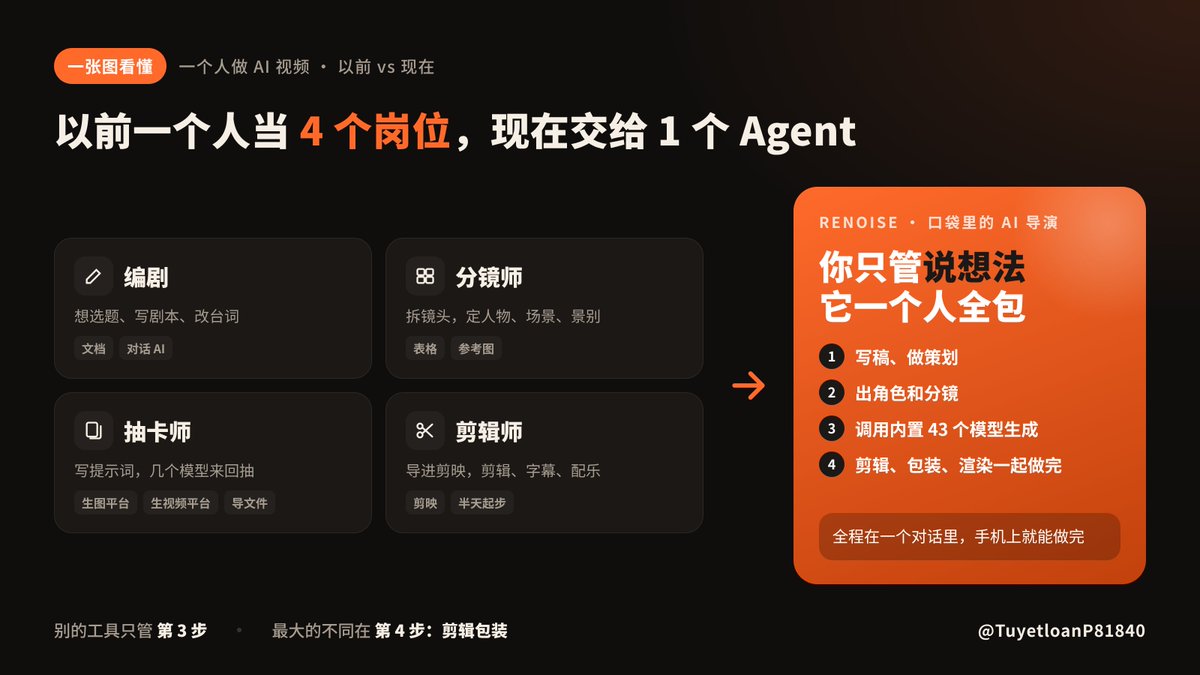 一张图看懂
一个人做 AI 视频 · 以前 vs 现在
以前一个人当 4 个岗位，现在交给 1 个 Agent
编剧
想选题、写剧本、改台词
文档
对话 AI
分镜师
拆镜头，定人物、场景、景别
表格
参考图
抽卡师
写提示词，几个模型来回抽
生图平台
生视频平台
导文件
剪辑师
导进剪映，剪辑、字幕、配乐
剪映
半天起步
RENOISE · 口袋里的 AI 导演
你只管说想法
它一个人全包
1 写稿、做策划
2 出角色和分镜
3 调用内置 43 个模型生成
4 剪辑、包装、渲染一起做完
全程在一个对话里，手机上就能做完
别的工具只管 第 3 步 · 最大的不同在 第 4 步：剪辑包装
@TuyetloanP81840